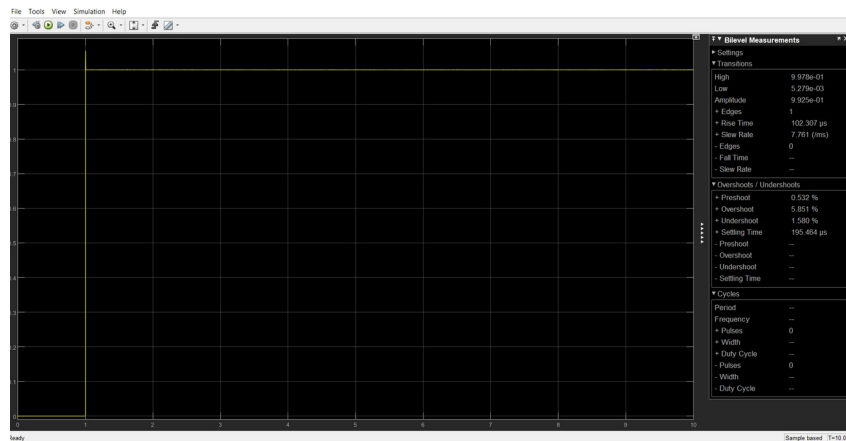 File Tools View Simulation Help
Bilevel Measurements
Settings
Transitions
High 9.978e-01
Low 5.279e-03
Amplitude 9.925e-01
+ Edges 1
+ Rise Time 102.307 µs
+ Slew Rate 7.761 (/ms)
- Edges 0
- Fall Time --
- Slew Rate --
Overshoots / Undershoots
+ Preshoot 0.532 %
+ Overshoot 5.851 %
+ Undershoot 1.580 %
+ Settling Time 195.464 µs
- Preshoot --
- Overshoot --
- Undershoot --
- Settling Time --
Cycles
Period --
Frequency --
+ Pulses 0
+ Width --
+ Duty Cycle --
- Pulses 0
- Width --
- Duty Cycle --
1
0.9
0.8
0.7
0.6
0.5
0.4
0.3
0.2
0.1
0
0 1 2 3 4 5 6 7 8 9 10
Ready Sample based T=10.0